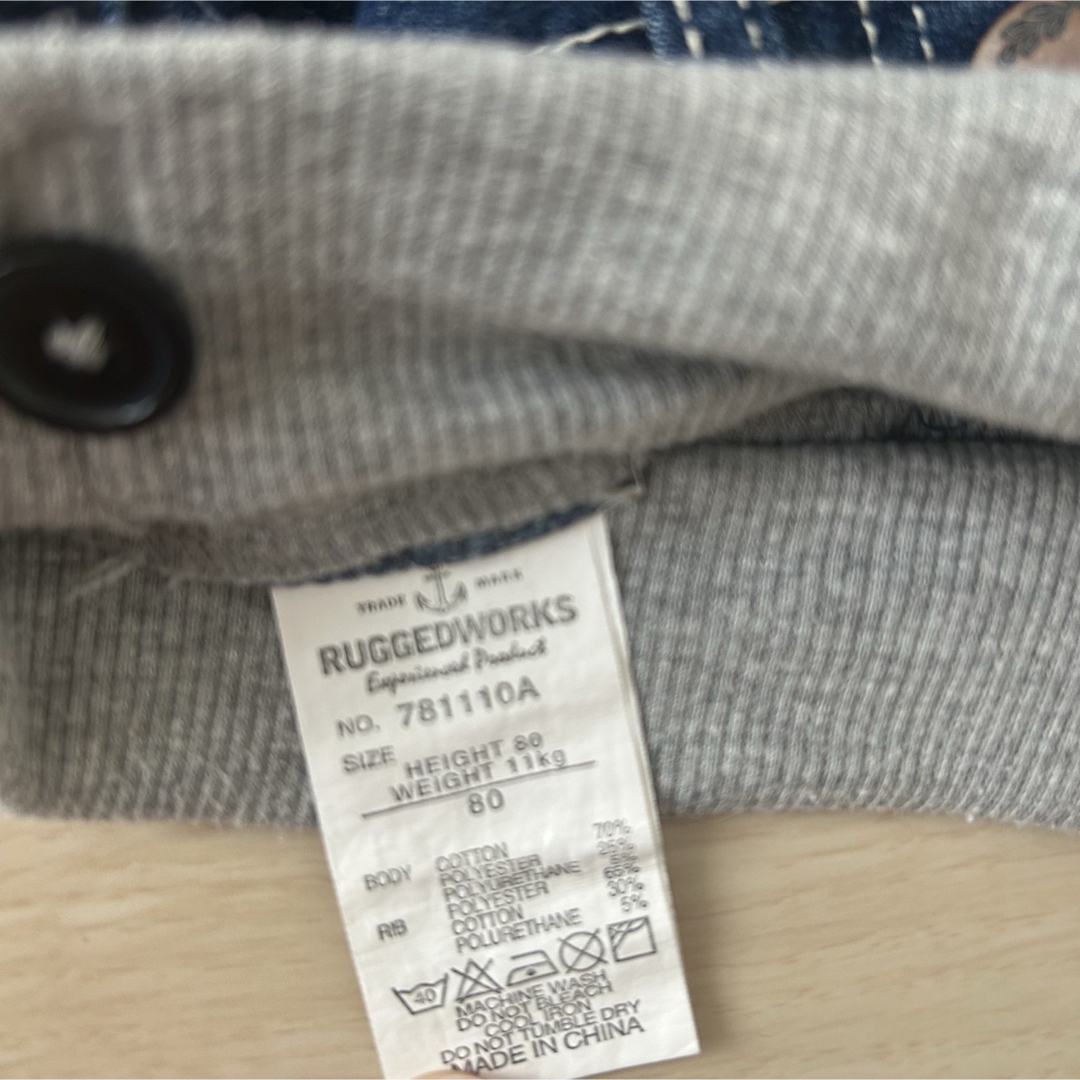 TRADE MARK
RUGGEDWORKS
Experienced Product
NO. 781110A
SIZE HEIGHT 80
WEIGHT 11kg
80
BODY COTTON 70%
POLYESTER 25%
POLYURETHANE 5%
RIB POLYESTER 65%
COTTON 30%
POLURETHANE 5%
40
MACHINE WASH
DO NOT BLEACH
COOL IRON
DO NOT TUMBLE DRY
MADE IN CHINA